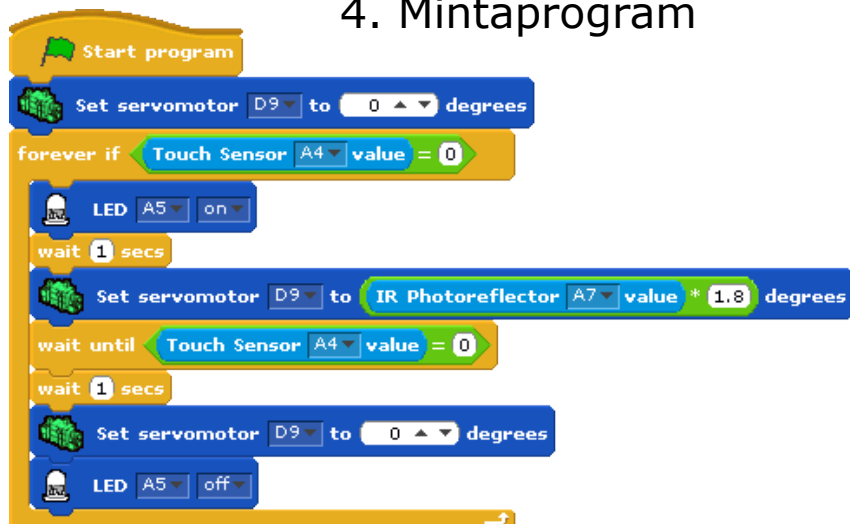 4. Mintaprogram
Start program
Set servomotor D9 to 0 degrees
forever if Touch Sensor A4 value = 0
LED A5 on
wait 1 secs
Set servomotor D9 to IR Photoreflector A7 value * 1.8 degrees
wait until Touch Sensor A4 value = 0
wait 1 secs
Set servomotor D9 to 0 degrees
LED A5 off